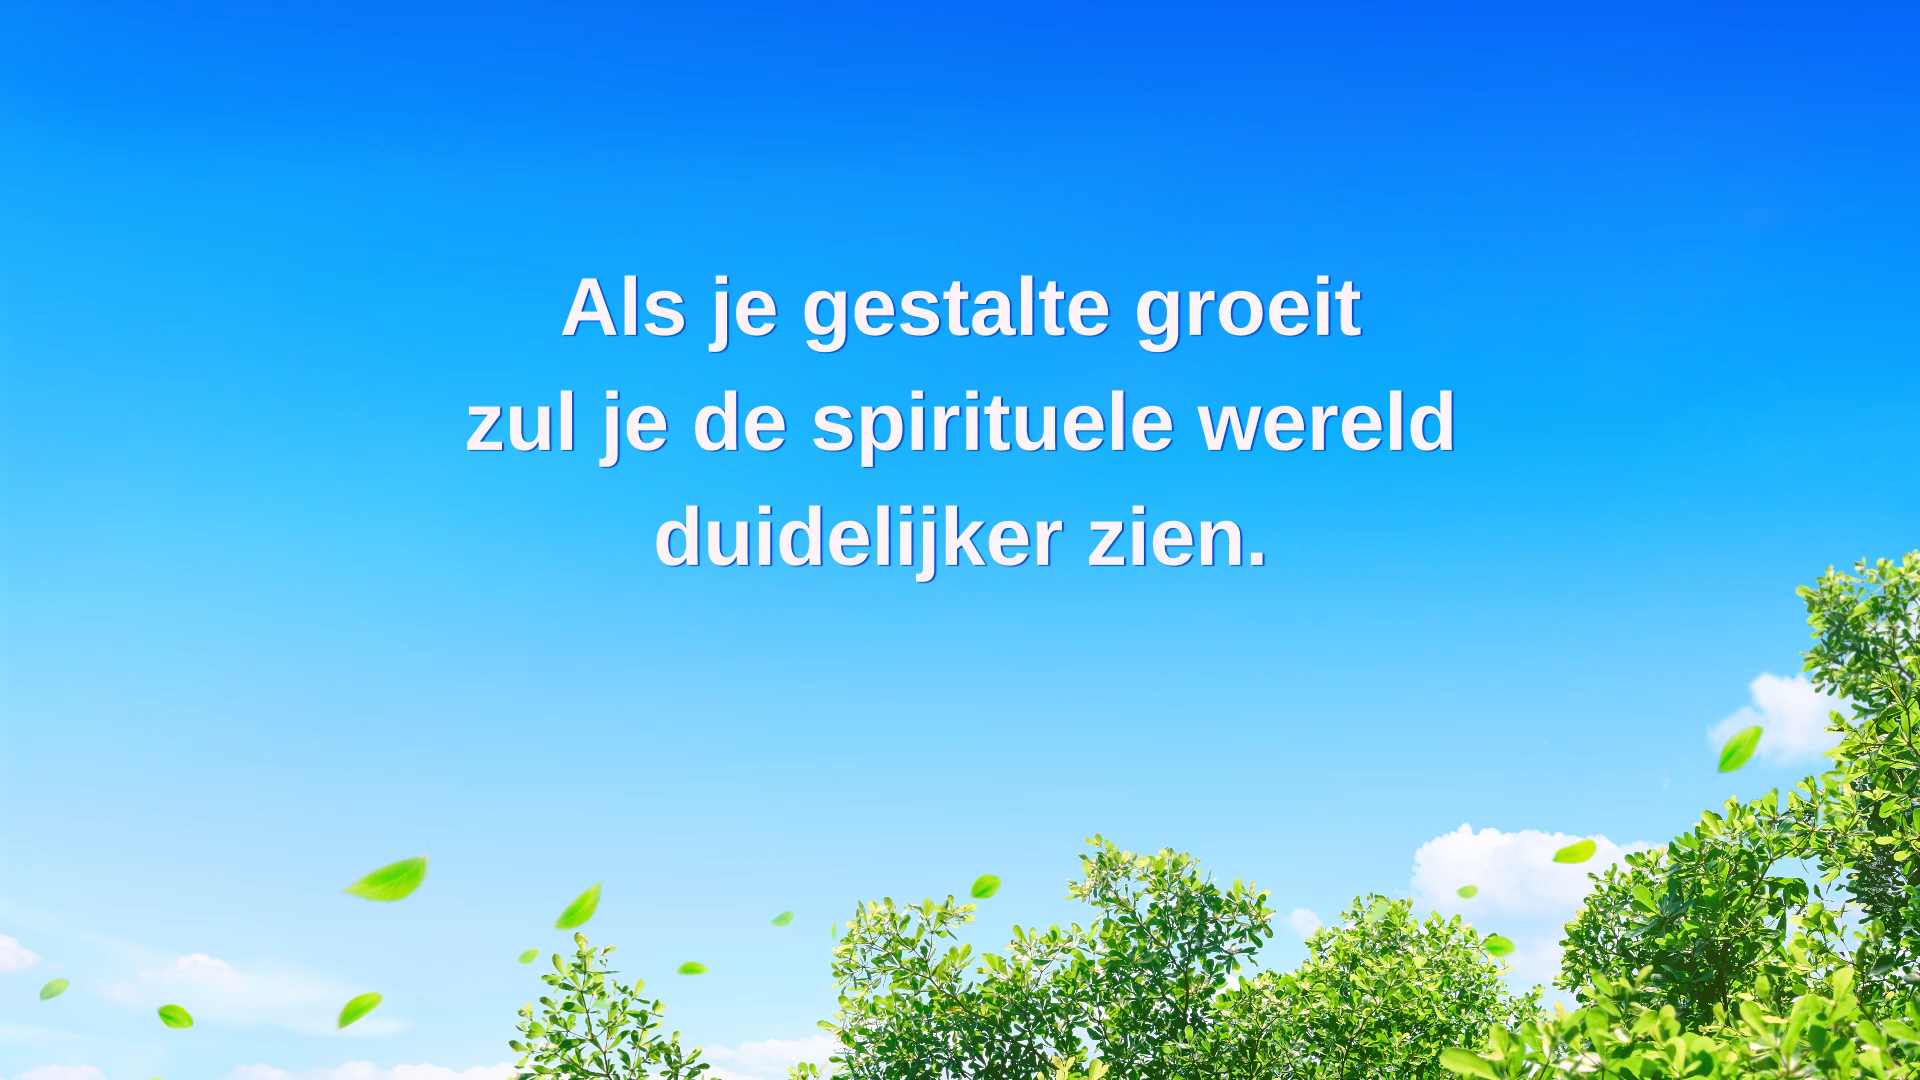 Als je gestalte groeit
zul je de spirituele wereld
duidelijker zien.